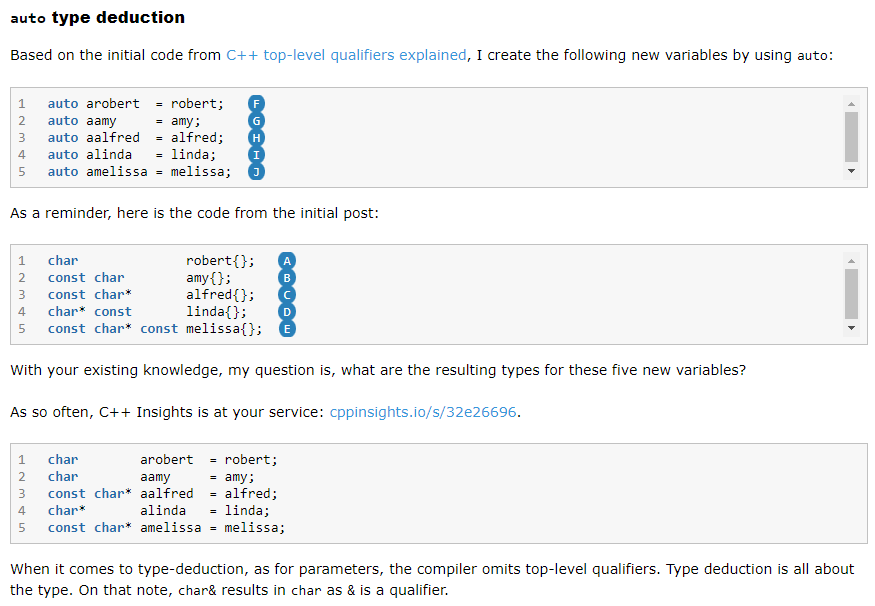 auto type deduction
Based on the initial code from C++ top-level qualifiers explained, I create the following new variables by using auto:
1 auto arobert = robert; F
2 auto aamy = amy; G
3 auto aalfred = alfred; H
4 auto alinda = linda; I
5 auto amelissa = melissa; J
As a reminder, here is the code from the initial post:
1 char robert{}; A
2 const char amy{}; B
3 const char* alfred{}; C
4 char* const linda{}; D
5 const char* const melissa{}; E
With your existing knowledge, my question is, what are the resulting types for these five new variables?
As so often, C++ Insights is at your service: cppinsights.io/s/32e26696.
1 char arobert = robert;
2 char aamy = amy;
3 const char* aalfred = alfred;
4 char* alinda = linda;
5 const char* amelissa = melissa;
When it comes to type-deduction, as for parameters, the compiler omits top-level qualifiers. Type deduction is all about
the type. On that note, char& results in char as & is a qualifier.